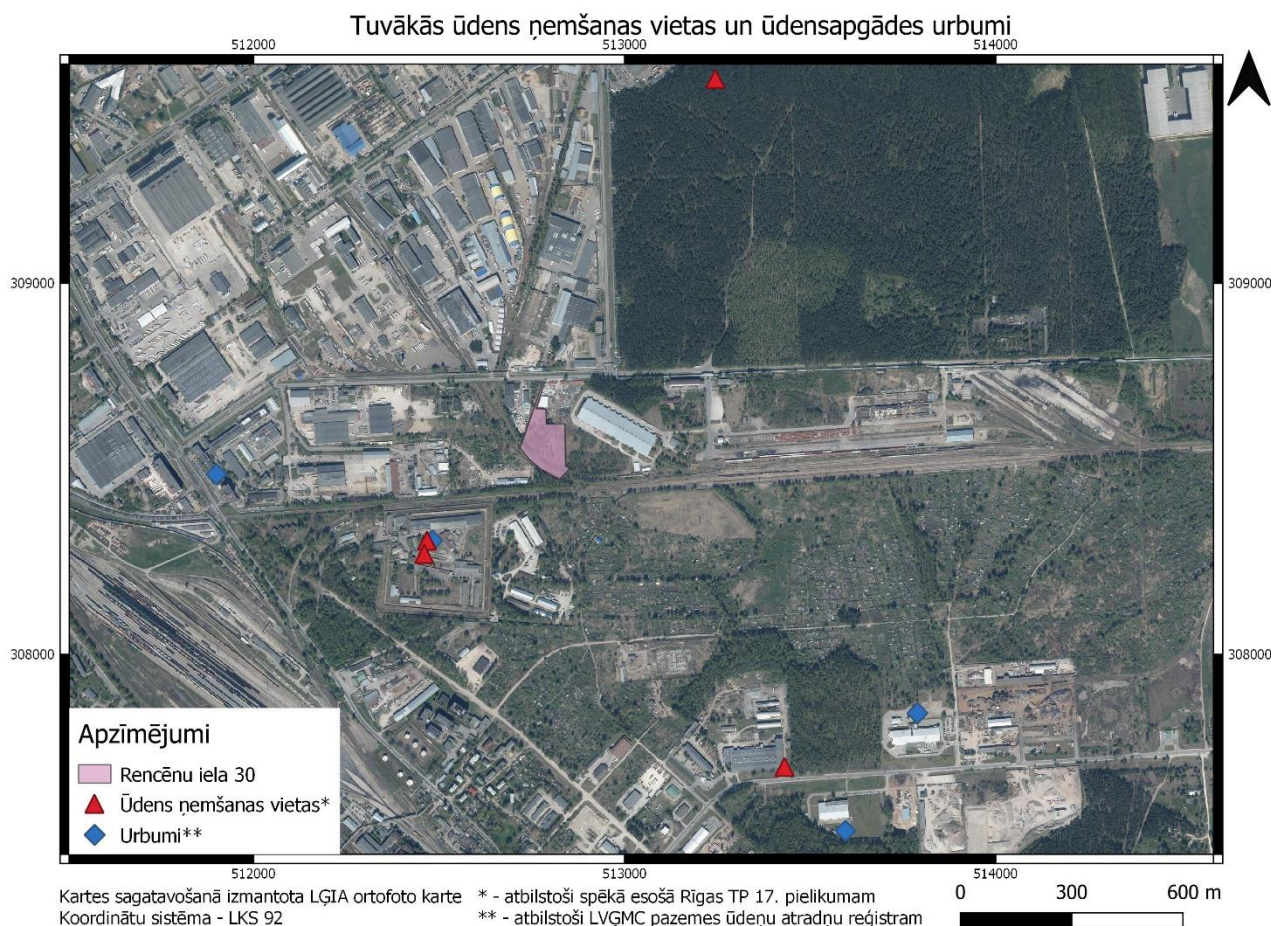 Tuvākās ūdens ņemšanas vietas un ūdensapgādes urbumi
512000 513000 514000
309000 309000
308000 308000
Apzīmējumi
Rencēnu iela 30
Ūdens ņemšanas vietas*
Urbumi**
512000 513000 514000
Kartes sagatavošanā izmantota LĢIA ortofoto karte
Koordinātu sistēma - LKS 92
* - atbilstoši spēkā esošā Rīgas TP 17. pielikumam
** - atbilstoši LVGMC pazemes ūdeņu atradņu reģistram
0 300 600 m